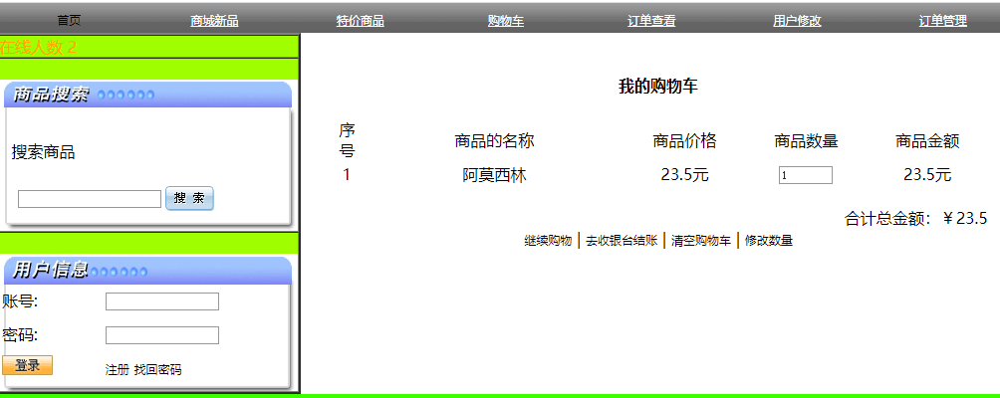 首页 商城新品 特价商品 购物车 订单查看 用户修改 订单管理
在线人数 2
商品搜索
搜索商品
搜 索
用户信息
账号:
密码:
登录 注册 找回密码
我的购物车
序号 商品的名称 商品价格 商品数量 商品金额
1 阿莫西林 23.5元 1 23.5元
合计总金额：￥23.5
继续购物 | 去收银台结账 | 清空购物车 | 修改数量